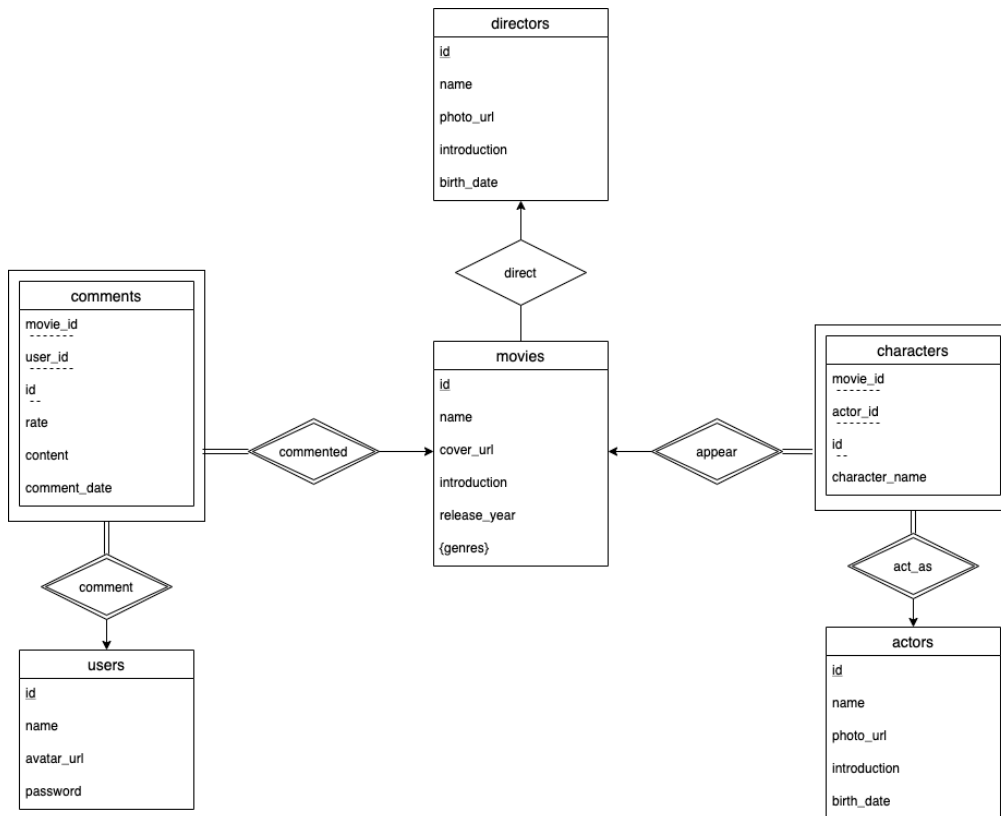 directors
id
name
photo_url
introduction
birth_date
direct
comments
movie_id
user_id
id
rate
content
comment_date
commented
movies
id
name
cover_url
introduction
release_year
{genres}
appear
characters
movie_id
actor_id
id
character_name
comment
act_as
users
id
name
avatar_url
password
actors
id
name
photo_url
introduction
birth_date